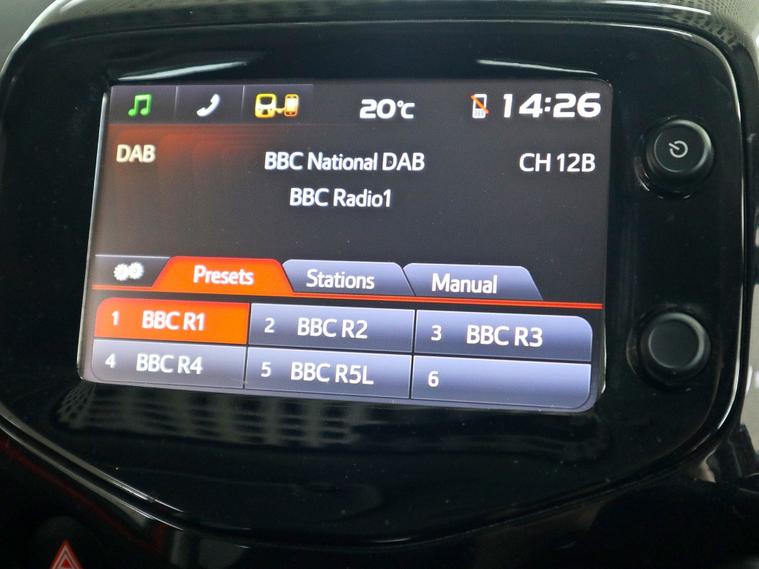 20°C 14:26
DAB BBC National DAB CH 12B
BBC Radio1
Presets Stations Manual
1 BBC R1 2 BBC R2 3 BBC R3
4 BBC R4 5 BBC R5L 6